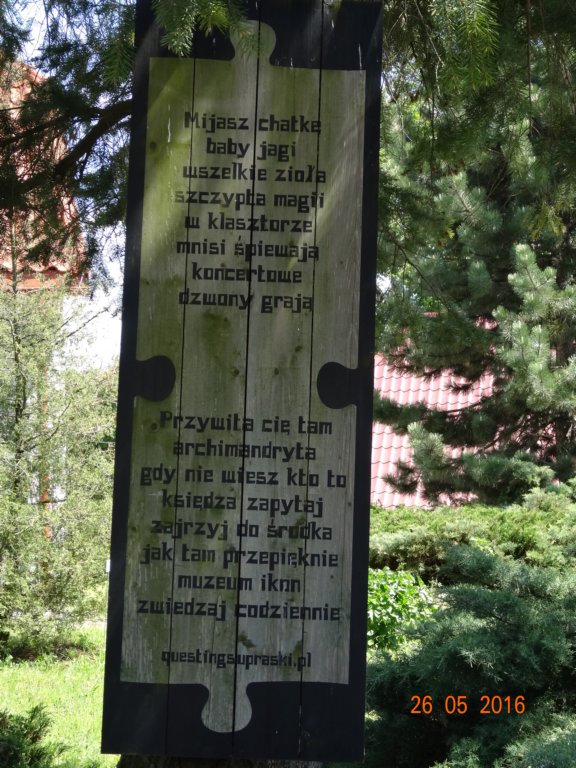 Mijasz chatkę
baby jagi
wszelkie zioła
szczypta magii
w klasztorze
mnisi śpiewają
koncertowe
dzwony grają
Przywita cię tam
archimandryta
gdy nie wiesz kto to
księdza zapytaj
zajrzyj do środka
jak tam przepięknie
muzeum ikon
zwiedzaj codziennie
questingsupraski.pl
26 05 2016